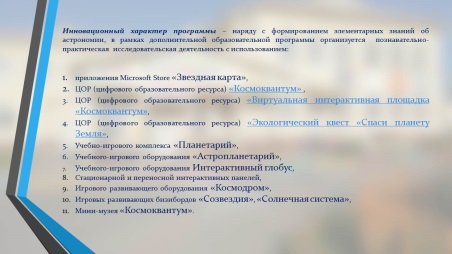 Инновационный характер программы – наряду с формированием элементарных знаний об
астрономии, в рамках дополнительной образовательной программы организуется познавательно-
практическая исследовательская деятельность с использованием:
1. приложения Microsoft Store «Звездная карта»,
2. ЦОР (цифрового образовательного ресурса) «Космоквантум» ,
3. ЦОР (цифрового образовательного ресурса) «Виртуальная интерактивная площадка
«Космоквантум»,
4. ЦОР (цифрового образовательного ресурса) «Экологический квест «Спаси планету
Земля»,
5. Учебно-игрового комплекса «Планетарий»,
6. Учебно-игрового оборудования «Астропланетарий»,
7. Учебно-игрового оборудования Интерактивный глобус,
8. Стационарной и переносной интерактивных панелей,
9. Игрового развивающего оборудования «Космодром»,
10. Игровых развивающих бизибордов «Созвездия», «Солнечная система»,
11. Мини-музея «Космоквантум».